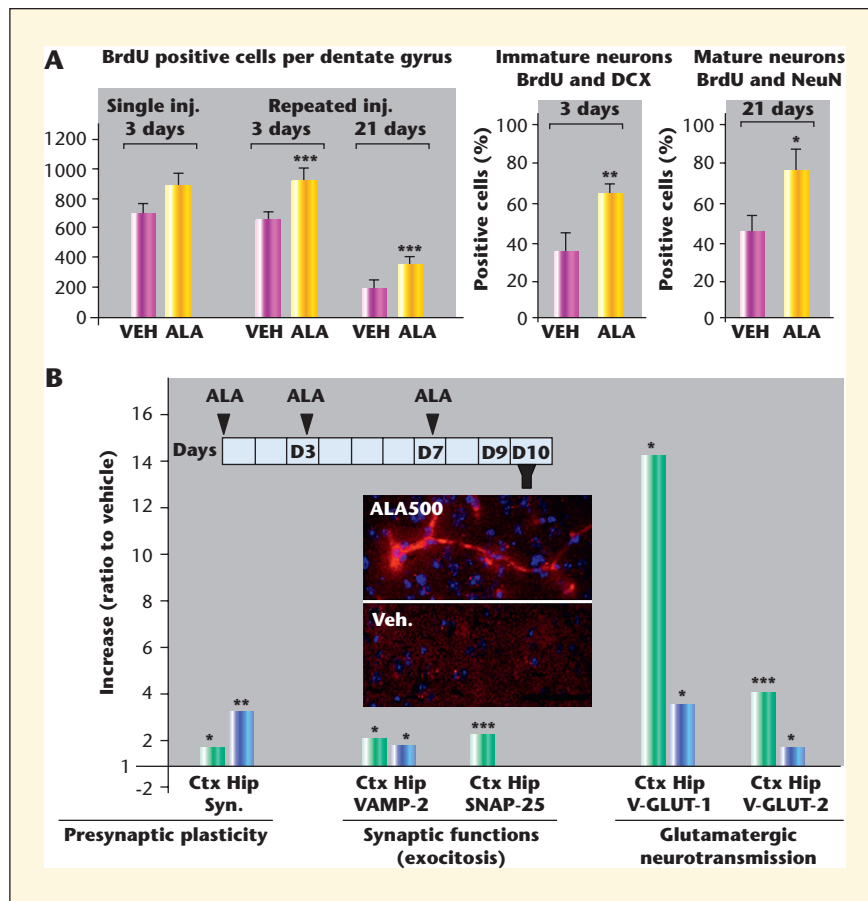 A
BrdU positive cells per dentate gyrus
Single inj.
3 days
Repeated inj.
3 days
21 days
1200
1000
800
600
400
200
0
***
***
VEH ALA
VEH ALA
VEH ALA
Immature neurons
BrdU and DCX
3 days
Positive cells (%)
100
80
60
40
20
0
**
VEH ALA
Mature neurons
BrdU and NeuN
21 days
Positive cells (%)
100
80
60
40
20
0
*
VEH ALA
B
Increase (ratio to vehicle)
16
14
12
10
8
6
4
2
1
-2
ALA
ALA
ALA
Days
D3
D7
D9
D10
ALA500
Veh.
*
**
*
*
***
*
*
***
*
Ctx Hip
Syn.
Ctx Hip
VAMP-2
Ctx Hip
SNAP-25
Ctx Hip
V-GLUT-1
Ctx Hip
V-GLUT-2
Presynaptic plasticity
Synaptic functions
(exocitosis)
Glutamatergic
neurotransmission